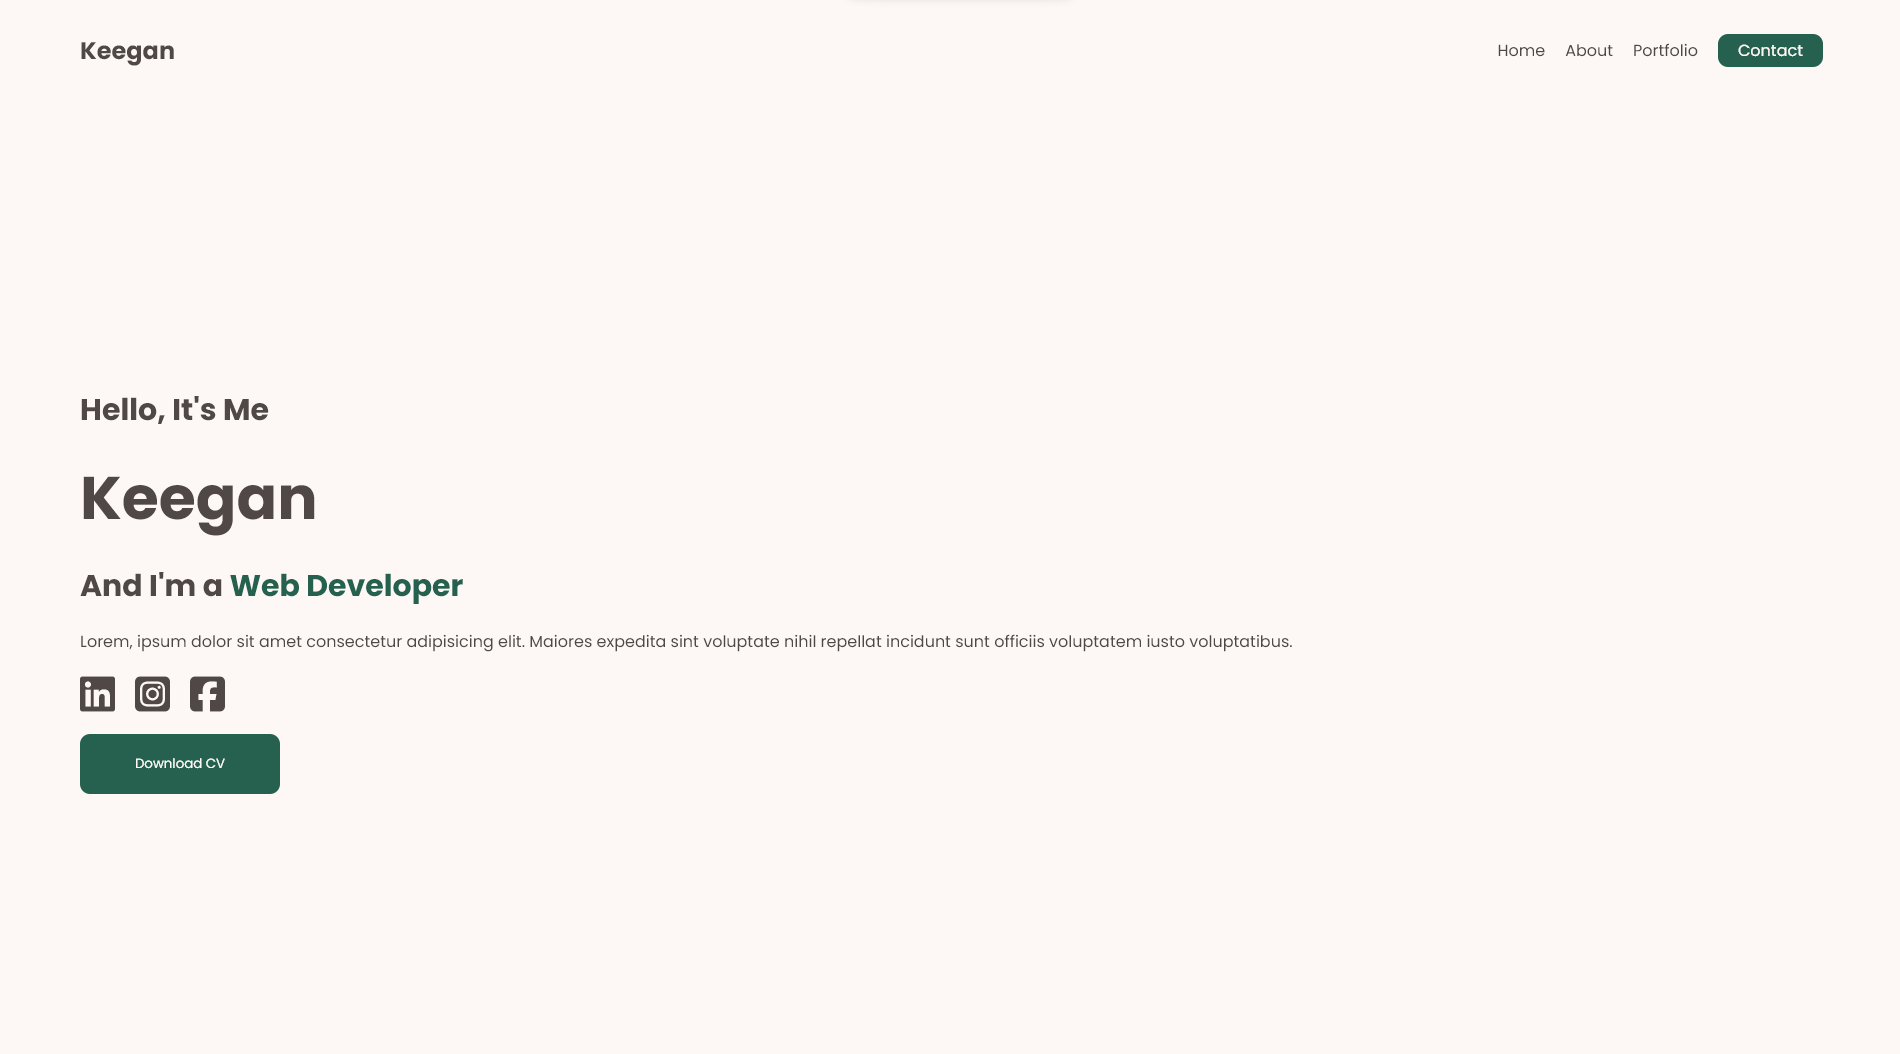 Keegan
Home About Portfolio Contact
Hello, It's Me
Keegan
And I'm a Web Developer
Lorem, ipsum dolor sit amet consectetur adipisicing elit. Maiores expedita sint voluptate nihil repellat incidunt sunt officiis voluptatem iusto voluptatibus.
Download CV